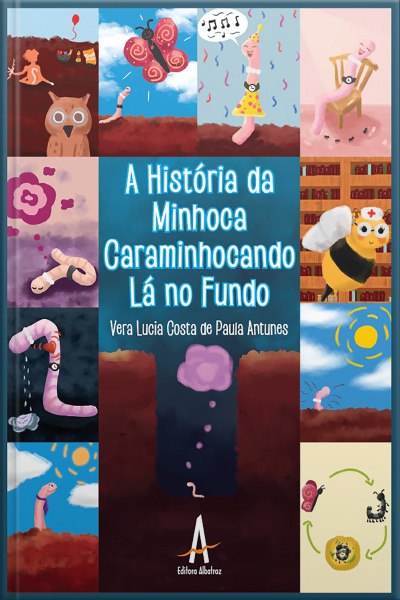 A História da
Minhoca
Caraminhocando
Lá no Fundo
Vera Lucia Costa de Paula Antunes
A
Editora Albatroz